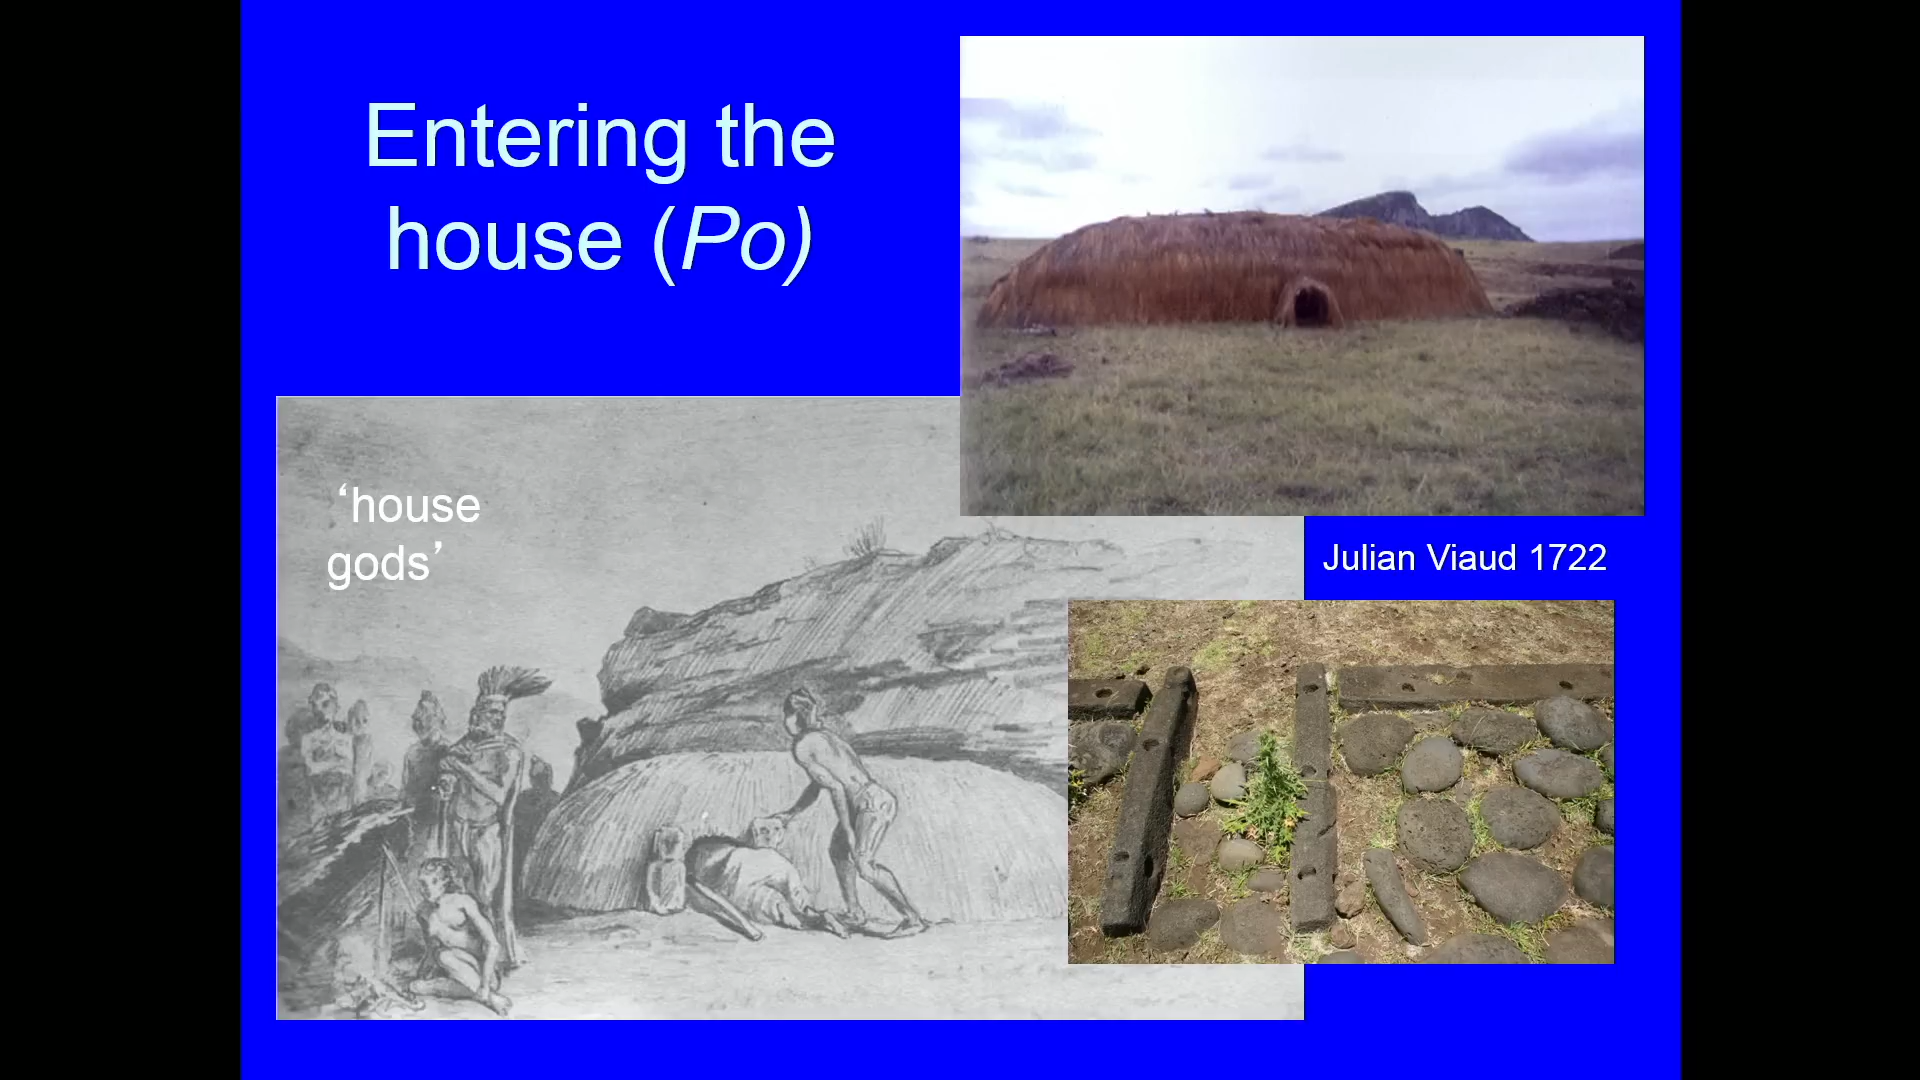 Entering the
house (Po)
‘house
gods’
Julian Viaud 1722